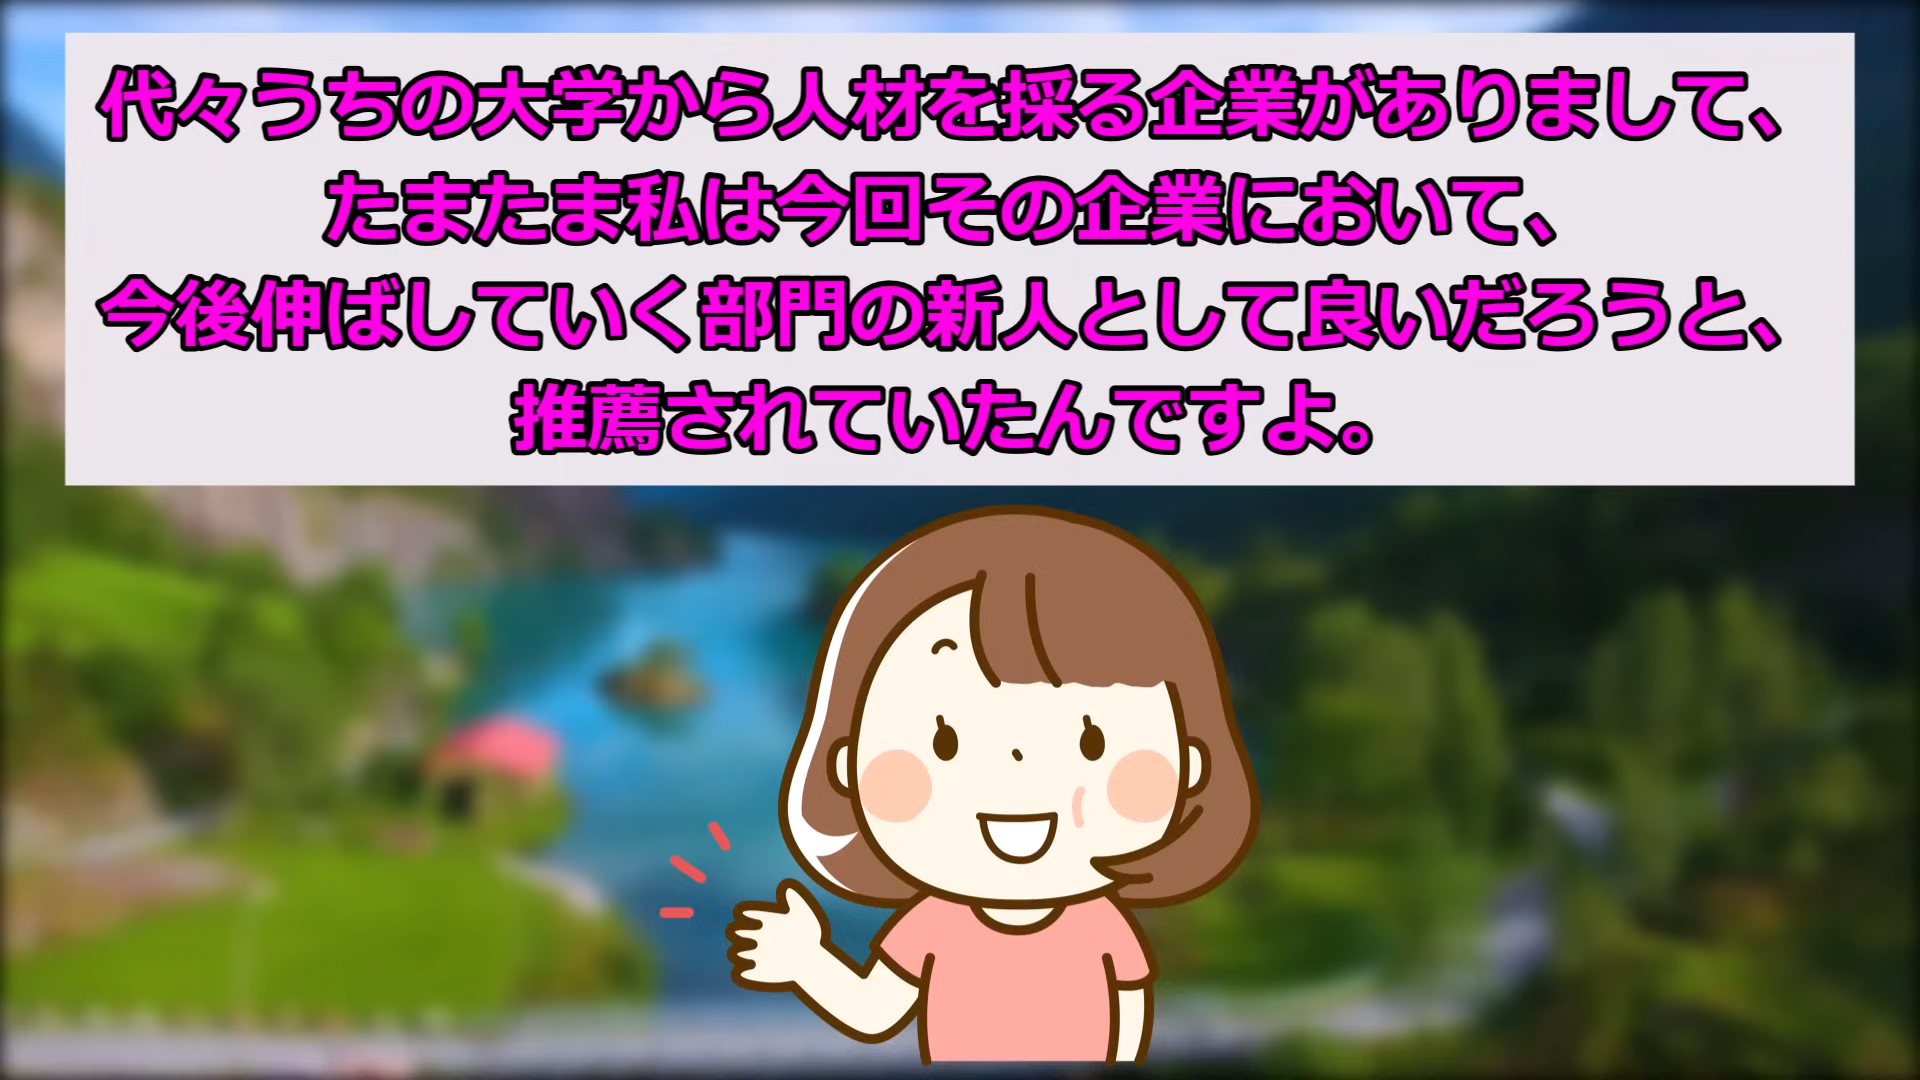 代々うちの大学から人材を採る企業がありまして、
たまたま私は今回その企業において、
今後伸ばしていく部門の新人として良いだろうと、
推薦されていたんですよ。